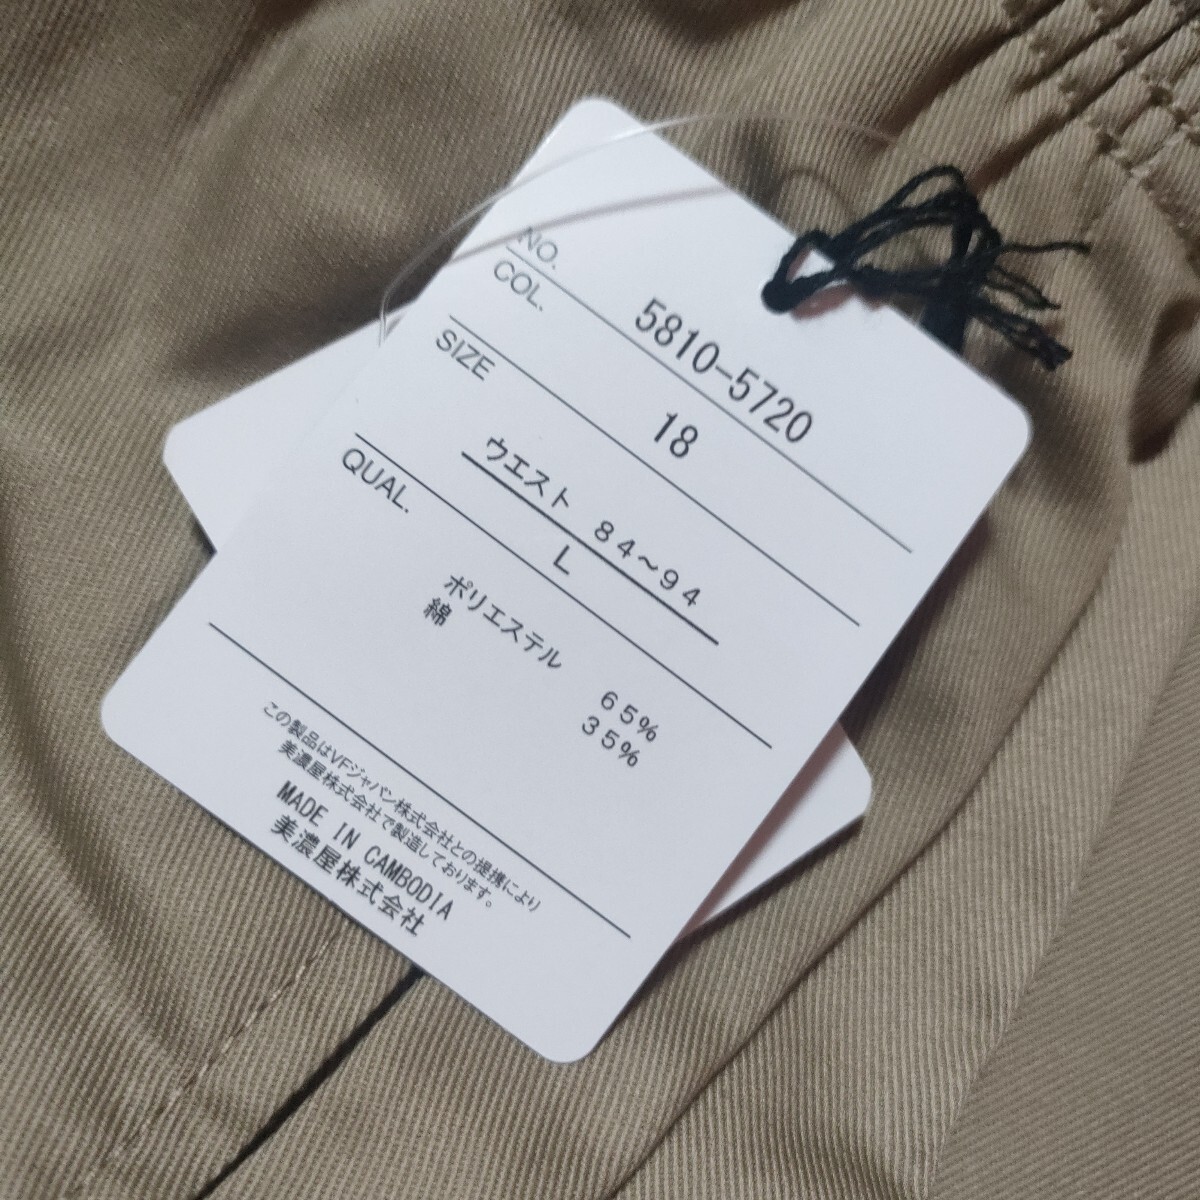 NO.
5810-5720
COL.
18
SIZE
ウエスト 84~94
L
QUAL.
ポリエステル 65%
綿 35%
この製品はVFジャパン株式会社との提携により
美濃屋株式会社で製造しております。
MADE IN CAMBODIA
美濃屋株式会社